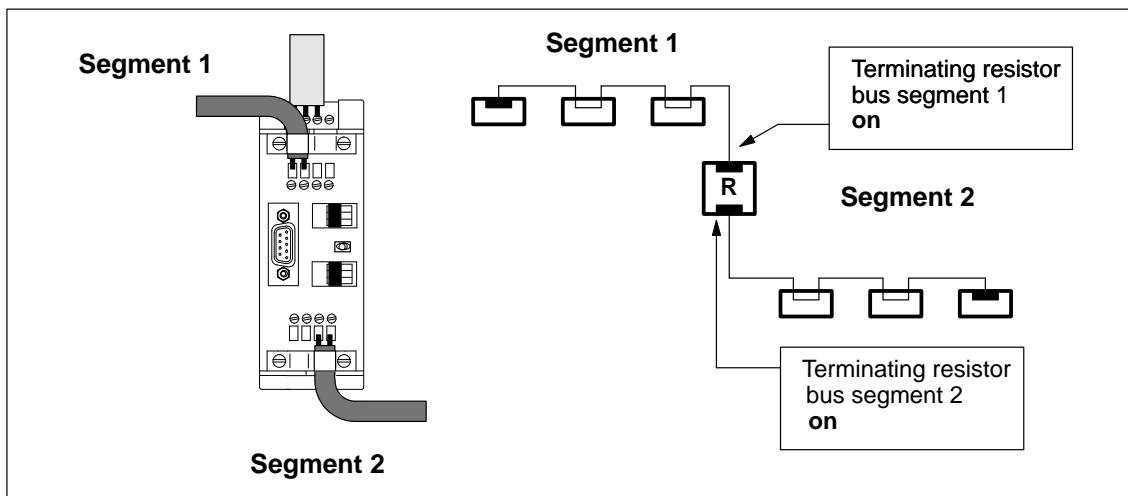 Segment 1
Segment 1
Terminating resistor
bus segment 1
on
R
Segment 2
Terminating resistor
bus segment 2
on
Segment 2